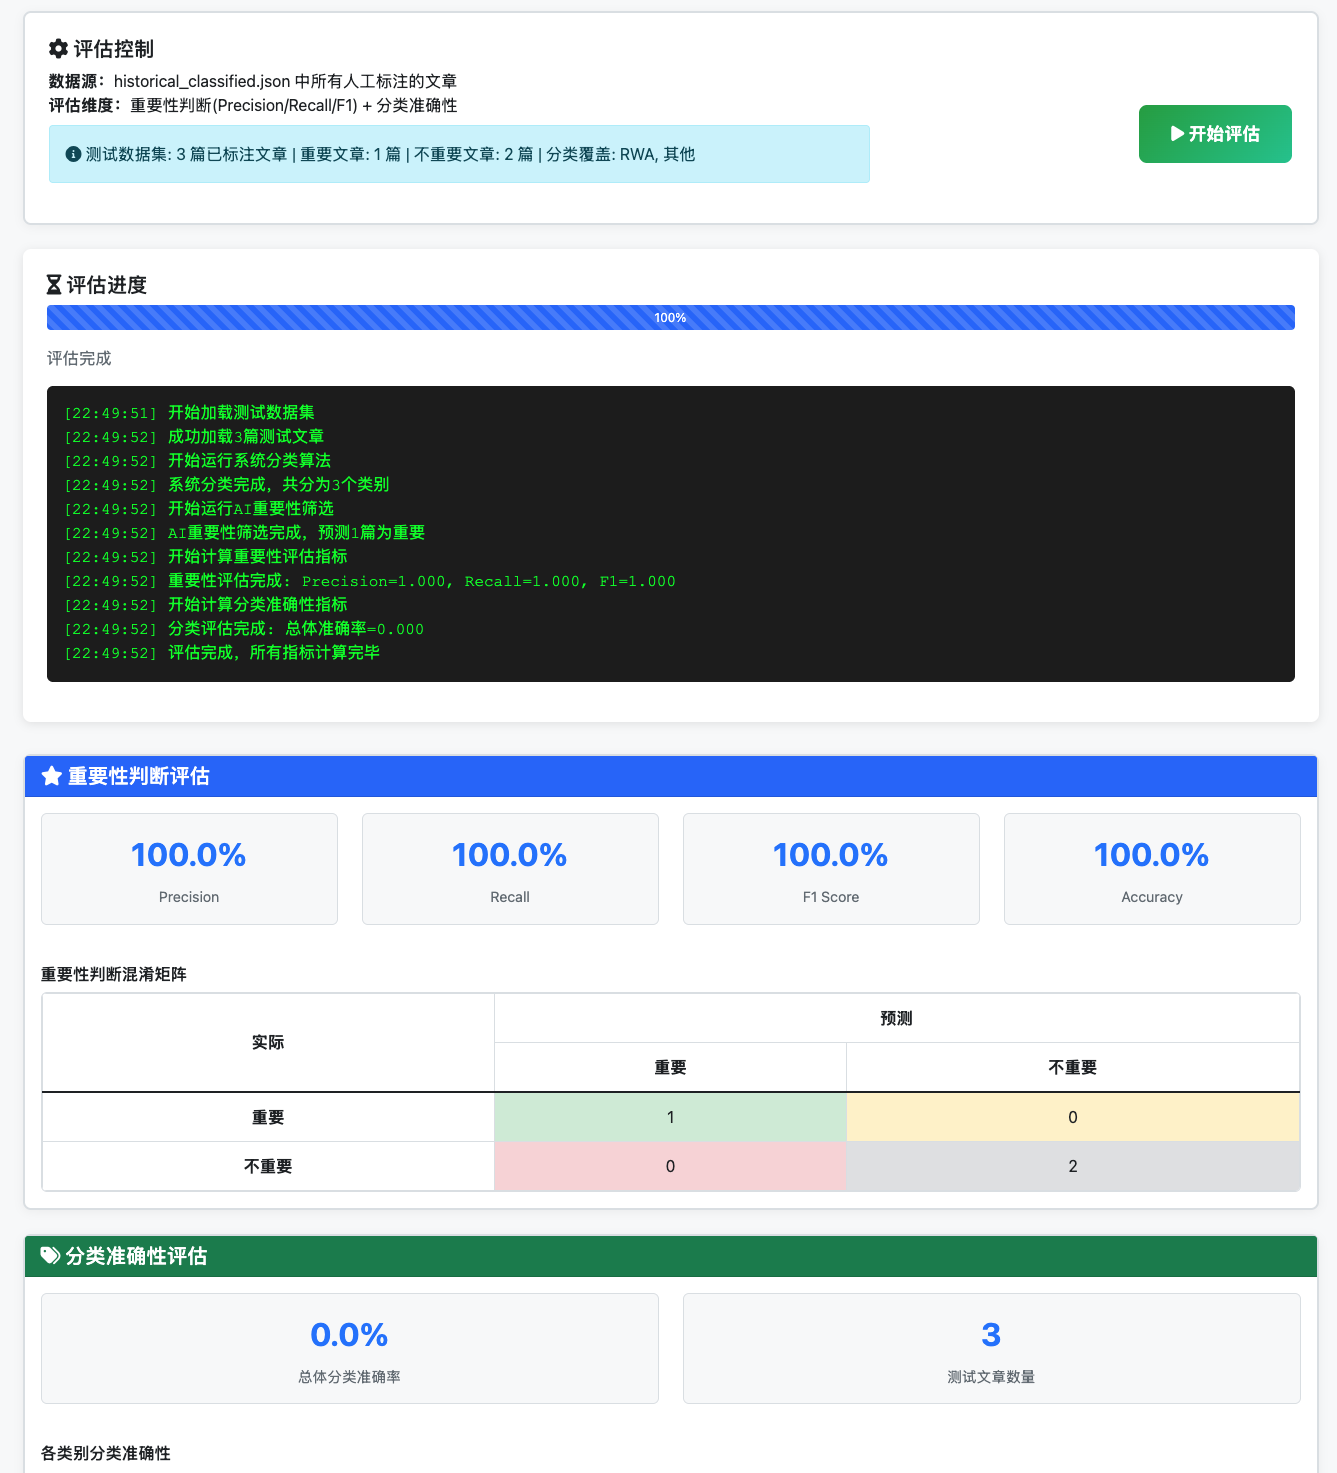 评估控制
数据源：historical_classified.json 中所有人工标注的文章
评估维度：重要性判断(Precision/Recall/F1) + 分类准确性
测试数据集: 3 篇已标注文章 | 重要文章: 1 篇 | 不重要文章: 2 篇 | 分类覆盖: RWA, 其他
开始评估
评估进度
100%
评估完成
[22:49:51] 开始加载测试数据集
[22:49:52] 成功加载3篇测试文章
[22:49:52] 开始运行系统分类算法
[22:49:52] 系统分类完成，共分为3个类别
[22:49:52] 开始运行AI重要性筛选
[22:49:52] AI重要性筛选完成，预测1篇为重要
[22:49:52] 开始计算重要性评估指标
[22:49:52] 重要性评估完成: Precision=1.000, Recall=1.000, F1=1.000
[22:49:52] 开始计算分类准确性指标
[22:49:52] 分类评估完成: 总体准确率=0.000
[22:49:52] 评估完成，所有指标计算完毕
重要性判断评估
100.0%
Precision
100.0%
Recall
100.0%
F1 Score
100.0%
Accuracy
重要性判断混淆矩阵
实际
预测
重要
不重要
重要
1
0
不重要
0
2
分类准确性评估
0.0%
总体分类准确率
3
测试文章数量
各类别分类准确性